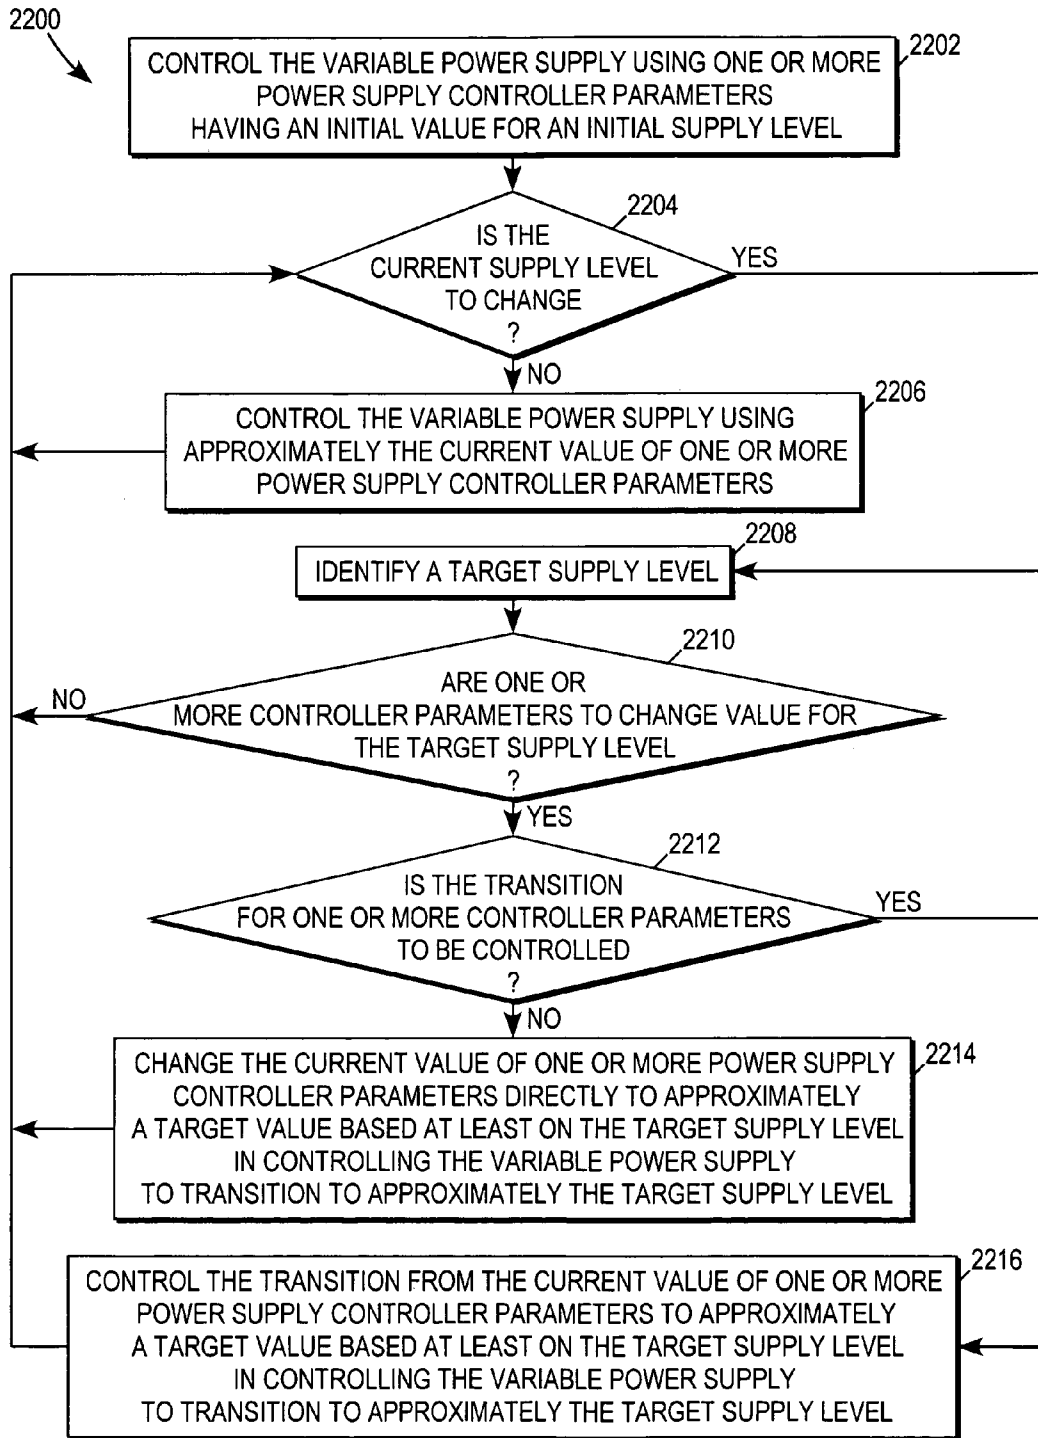 2200
2202
CONTROL THE VARIABLE POWER SUPPLY USING ONE OR MORE
POWER SUPPLY CONTROLLER PARAMETERS
HAVING AN INITIAL VALUE FOR AN INITIAL SUPPLY LEVEL
2204
IS THE
CURRENT SUPPLY LEVEL
TO CHANGE
?
YES
NO
2206
CONTROL THE VARIABLE POWER SUPPLY USING
APPROXIMATELY THE CURRENT VALUE OF ONE OR MORE
POWER SUPPLY CONTROLLER PARAMETERS
2208
IDENTIFY A TARGET SUPPLY LEVEL
2210
ARE ONE OR
MORE CONTROLLER PARAMETERS TO CHANGE VALUE FOR
THE TARGET SUPPLY LEVEL
?
NO
YES
2212
IS THE TRANSITION
FOR ONE OR MORE CONTROLLER PARAMETERS
TO BE CONTROLLED
?
YES
NO
2214
CHANGE THE CURRENT VALUE OF ONE OR MORE POWER SUPPLY
CONTROLLER PARAMETERS DIRECTLY TO APPROXIMATELY
A TARGET VALUE BASED AT LEAST ON THE TARGET SUPPLY LEVEL
IN CONTROLLING THE VARIABLE POWER SUPPLY
TO TRANSITION TO APPROXIMATELY THE TARGET SUPPLY LEVEL
2216
CONTROL THE TRANSITION FROM THE CURRENT VALUE OF ONE OR MORE
POWER SUPPLY CONTROLLER PARAMETERS TO APPROXIMATELY
A TARGET VALUE BASED AT LEAST ON THE TARGET SUPPLY LEVEL
IN CONTROLLING THE VARIABLE POWER SUPPLY
TO TRANSITION TO APPROXIMATELY THE TARGET SUPPLY LEVEL